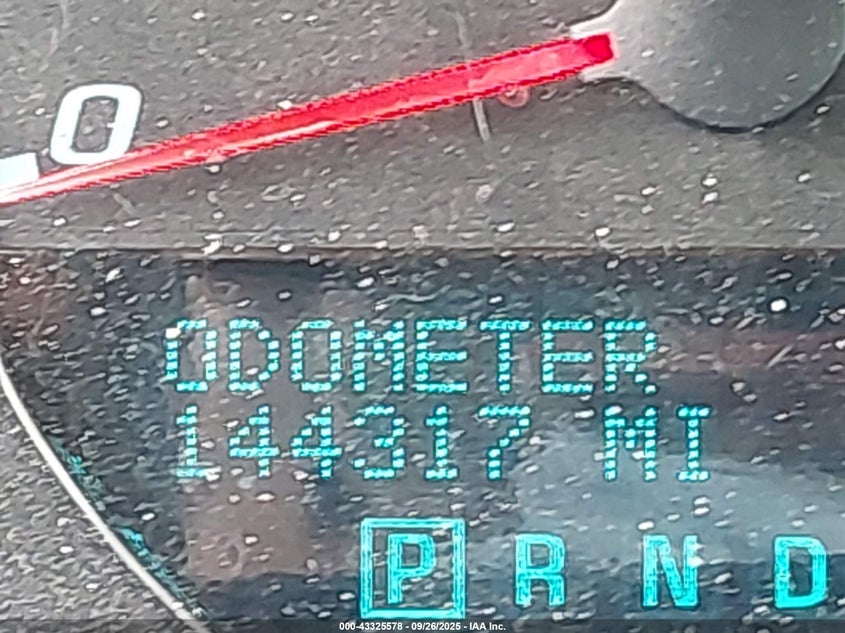 0
ODOMETER
144317 MI
P R N D
000-43325578 - 09/26/2025 - IAA Inc.